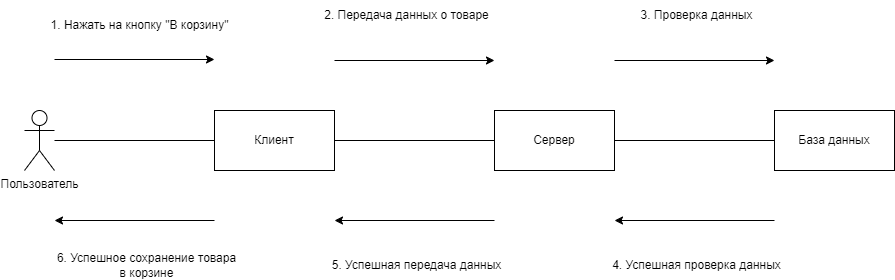 1. Нажать на кнопку "В корзину"
2. Передача данных о товаре
3. Проверка данных
Клиент
Сервер
База данных
Пользователь
6. Успешное сохранение товара
в корзине
5. Успешная передача данных
4. Успешная проверка данных